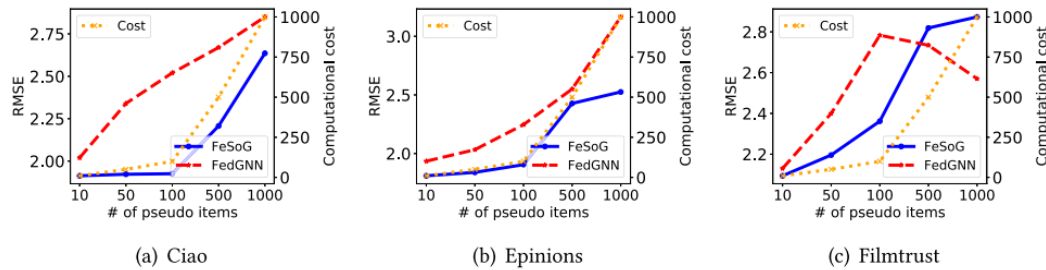 Cost
RMSE
2.75
2.50
2.25
2.00
1000
750
500
250
0
Computational cost
FeSoG
FedGNN
10 50 100 500 1000
# of pseudo items
(a) Ciao
Cost
RMSE
3.0
2.5
2.0
1000
750
500
250
0
Computational cost
FeSoG
FedGNN
10 50 100 500 1000
# of pseudo items
(b) Epinions
Cost
RMSE
2.8
2.6
2.4
2.2
1000
750
500
250
0
Computational cost
FeSoG
FedGNN
10 50 100 500 1000
# of pseudo items
(c) Filmtrust